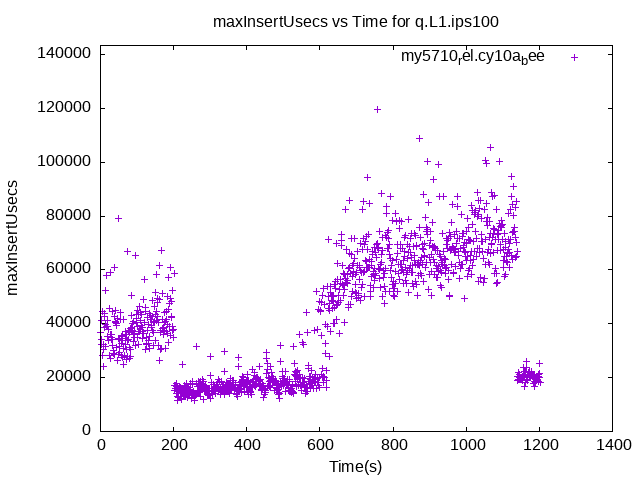 maxInsertUsecs vs Time for q.L1.ips100
140000
120000
100000
80000
60000
40000
20000
0
maxInsertUsecs
my5710rel.cy10abee
0 200 400 600 800 1000 1200 1400
Time(s)